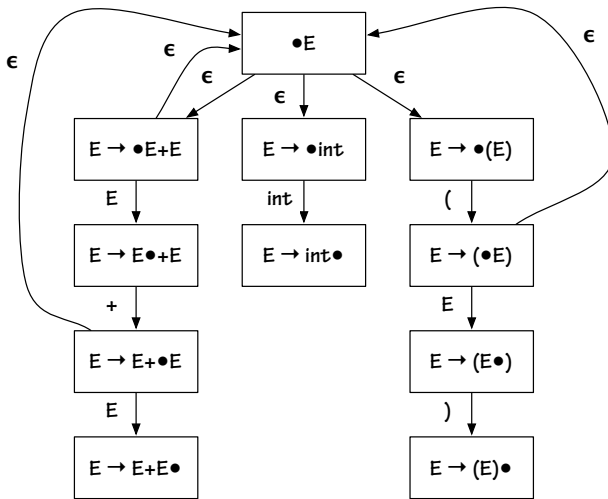 ●E
ϵ ϵ ϵ ϵ ϵ
E → ●E+E E → ●int E → ●(E)
E int (
E → E●+E E → int● E → (●E)
+ E
E → E+●E E → (E●)
E )
E → E+E● E → (E)●